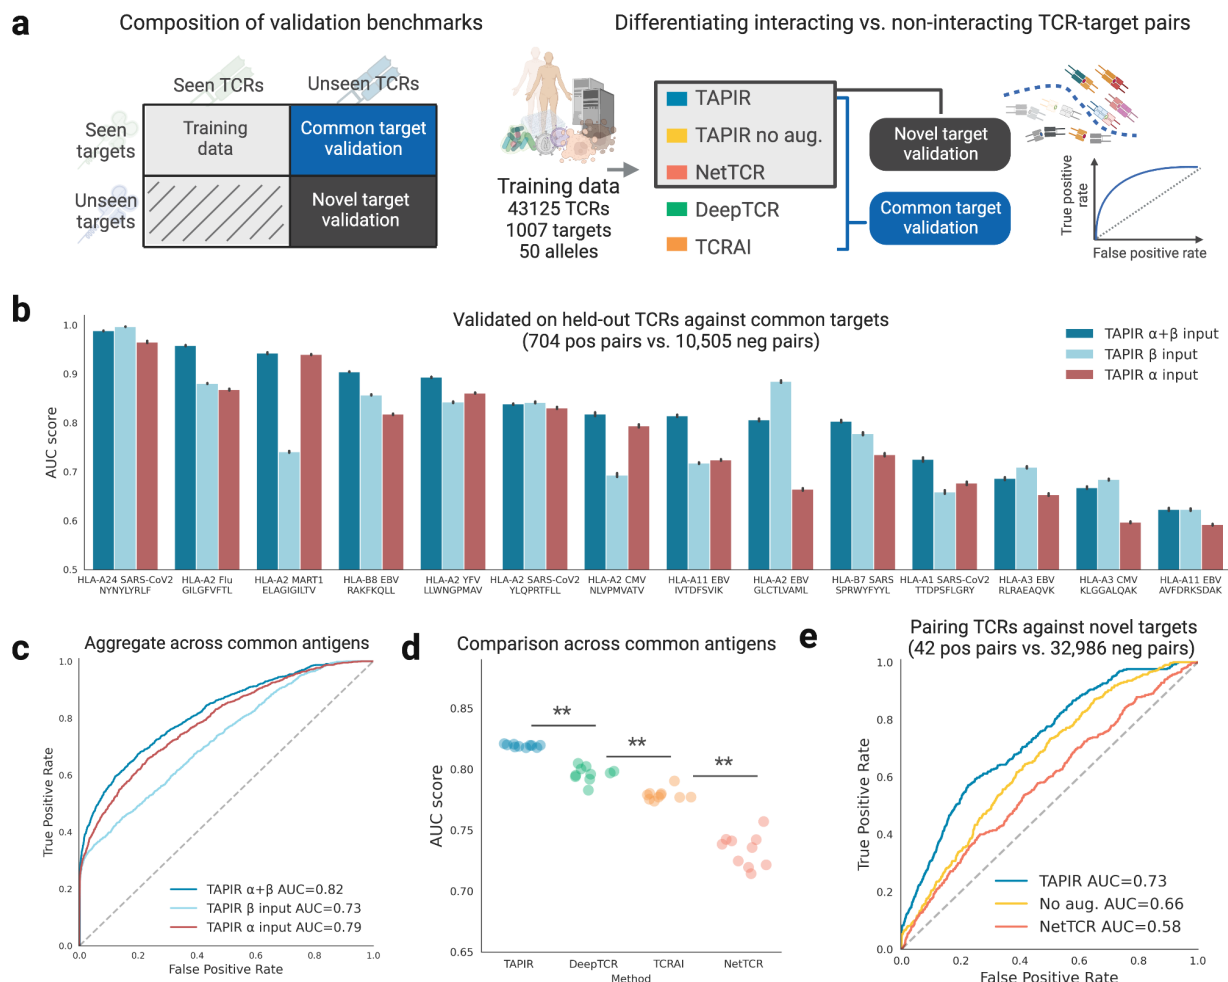 a
Composition of validation benchmarks
Differentiating interacting vs. non-interacting TCR-target pairs
Seen TCRs
Unseen TCRs
Seen
targets
Training
data
Common target
validation
Unseen
targets
Novel target
validation
Training data
43125 TCRs
1007 targets
50 alleles
TAPIR
TAPIR no aug.
NetTCR
DeepTCR
TCRAI
Novel target
validation
Common target
validation
True positive
rate
False positive rate
b
Validated on held-out TCRs against common targets
(704 pos pairs vs. 10,505 neg pairs)
TAPIR α+β input
TAPIR β input
TAPIR α input
AUC score
1.0
0.9
0.8
0.7
0.6
0.5
HLA-A24 SARS-CoV2
NYNYLYRLF
HLA-A2 Flu
GILGFVFTL
HLA-A2 MART1
ELAGIGILTV
HLA-B8 EBV
RAKFKQLL
HLA-A2 YFV
LLWNGPMAV
HLA-A2 SARS-CoV2
YLQPRTFLL
HLA-A2 CMV
NLVPMVATV
HLA-A11 EBV
IVTDFSVIK
HLA-A2 EBV
GLCTLVAML
HLA-B7 SARS
SPRWYFYYL
HLA-A1 SARS-CoV2
TTDPSFLGRY
HLA-A3 EBV
RLRAEAQVK
HLA-A3 CMV
KLGGALQAK
HLA-A11 EBV
AVFDRKSDAK
c
Aggregate across common antigens
True Positive Rate
1.0
0.8
0.6
0.4
0.2
0.0
TAPIR α+β AUC=0.82
TAPIR β input AUC=0.73
TAPIR α input AUC=0.79
0.0 0.2 0.4 0.6 0.8 1.0
False Positive Rate
d
Comparison across common antigens
AUC score
0.85
0.80
0.75
0.70
0.65
**
**
**
TAPIR DeepTCR TCRAI NetTCR
Method
e
Pairing TCRs against novel targets
(42 pos pairs vs. 32,986 neg pairs)
True Positive Rate
1.0
0.8
0.6
0.4
0.2
0.0
TAPIR AUC=0.73
No aug. AUC=0.66
NetTCR AUC=0.58
0.0 0.2 0.4 0.6 0.8 1.0
False Positive Rate